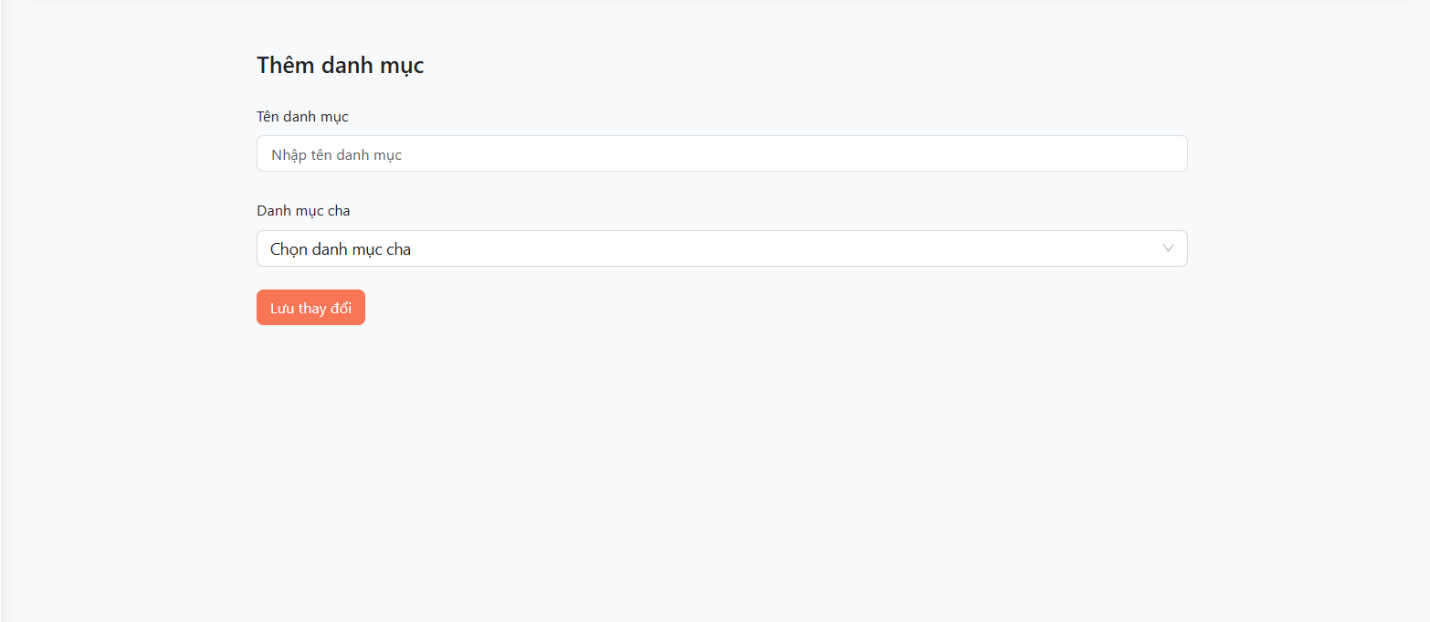 Thêm danh mục
Tên danh mục
Nhập tên danh mục
Danh mục cha
Chọn danh mục cha
Lưu thay đổi